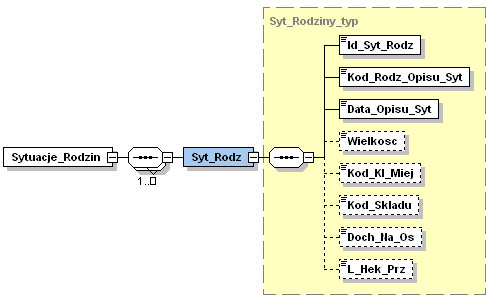 Syt_Rodziny_typ
Id_Syt_Rodz
Kod_Rodz_Opisu_Syt
Data_Opisu_Syt
Wielkosc
Sytuacje_Rodzin
Syt_Rodz
1..
Kod_Kl_Miej
Kod_Skladu
Doch_Na_Os
L_Hek_Prz